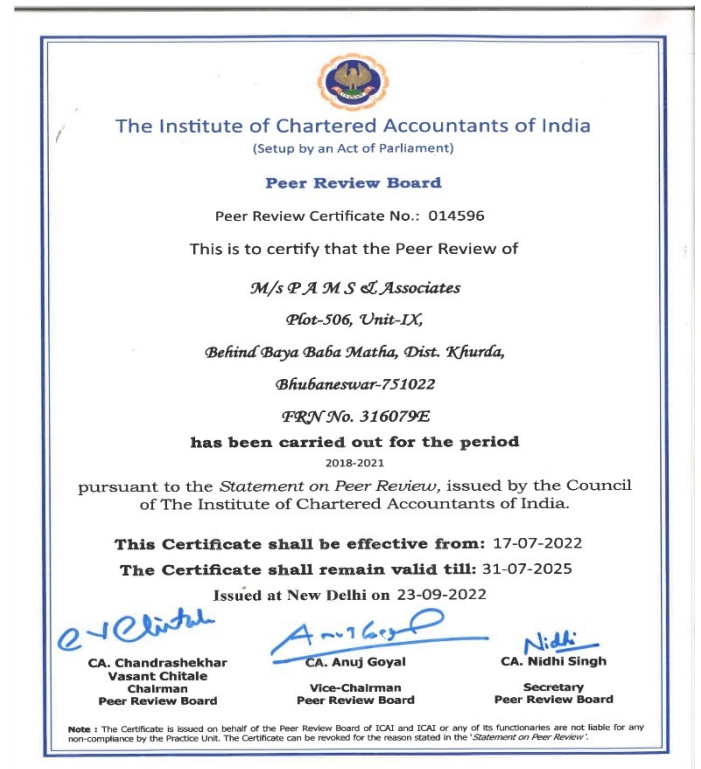 The Institute of Chartered Accountants of India
(Setup by an Act of Parliament)
Peer Review Board
Peer Review Certificate No.: 014596
This is to certify that the Peer Review of
M/s P A M S & Associates
Plot-506, Unit-IX,
Behind Baya Baba Matha, Dist. Khurda,
Bhubaneswar-751022
FRN No. 316079E
has been carried out for the period
2018-2021
pursuant to the Statement on Peer Review, issued by the Council
of The Institute of Chartered Accountants of India.
This Certificate shall be effective from: 17-07-2022
The Certificate shall remain valid till: 31-07-2025
Issued at New Delhi on 23-09-2022
Nidhi
CA. Chandrashekhar
Vasant Chitale
Chairman
Peer Review Board
CA. Anuj Goyal
Vice-Chairman
Peer Review Board
CA. Nidhi Singh
Secretary
Peer Review Board
Note : The Certificate is issued on behalf of the Peer Review Board of ICAI and ICAI or any of its functionaries are not liable for any
non-compliance by the Practice Unit. The Certificate can be revoked for the reason stated in the 'Statement on Peer Review'.